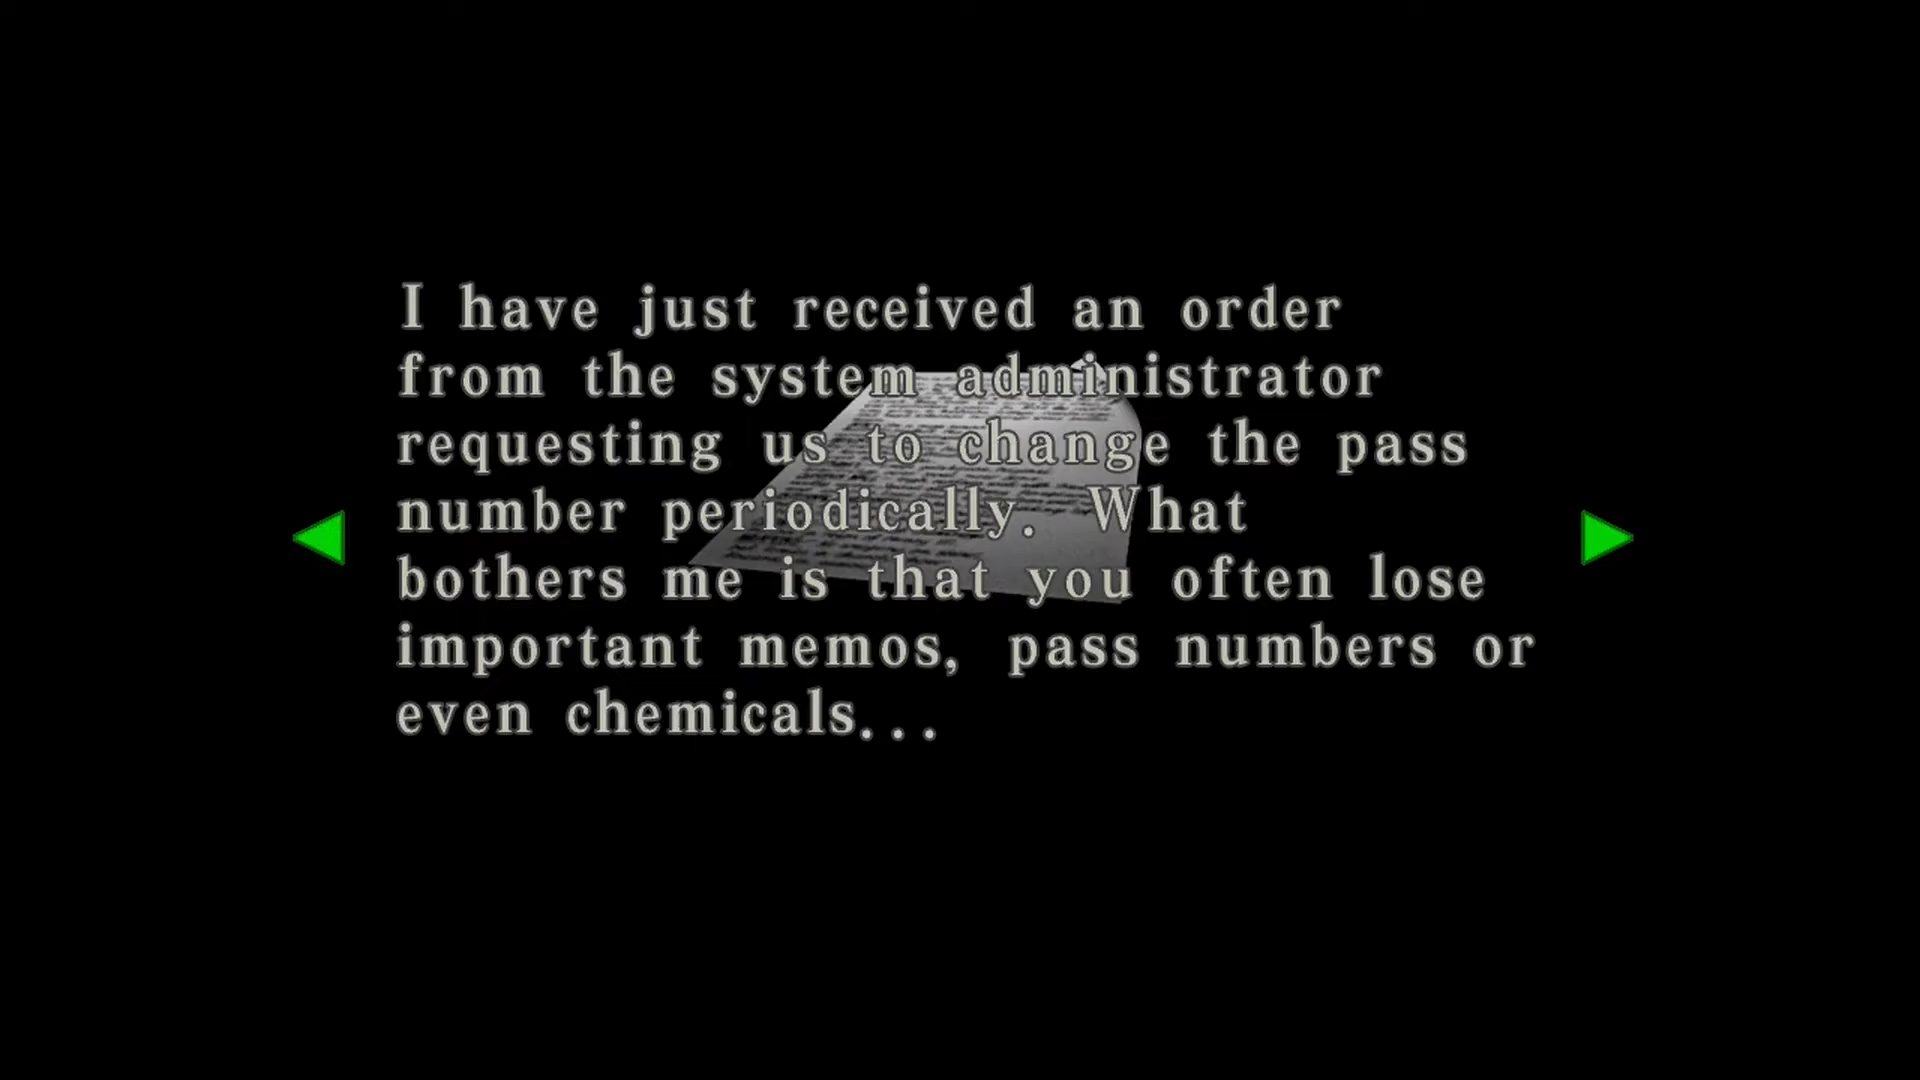 I have just received an order
from the system administrator
requesting us to change the pass
number periodically. What
bothers me is that you often lose
important memos, pass numbers or
even chemicals...